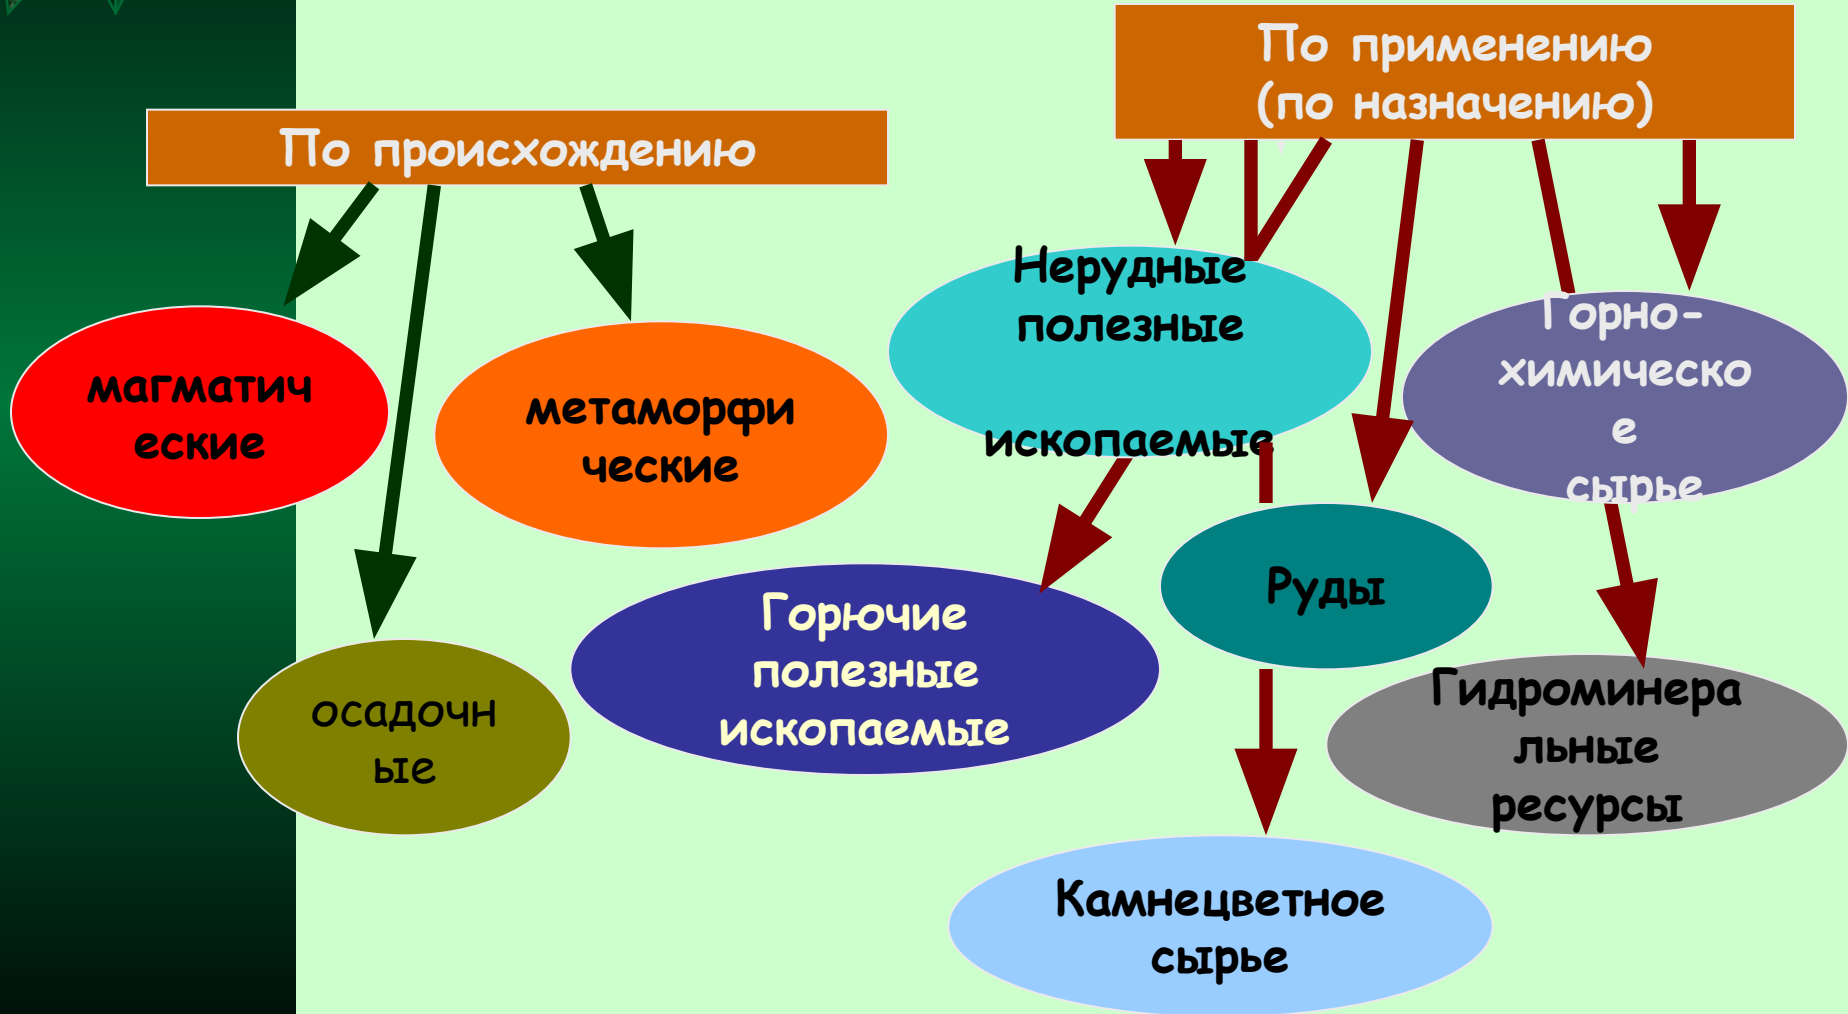 По происхождению
магматич
еские
метаморфи
ческие
осадочн
ые
По применению
(по назначению)
Нерудные
полезные
ископаемые
Горно-
химическо
е
сырье
Горючие
полезные
ископаемые
Руды
Гидроминера
льные
ресурсы
Камнецветное
сырье